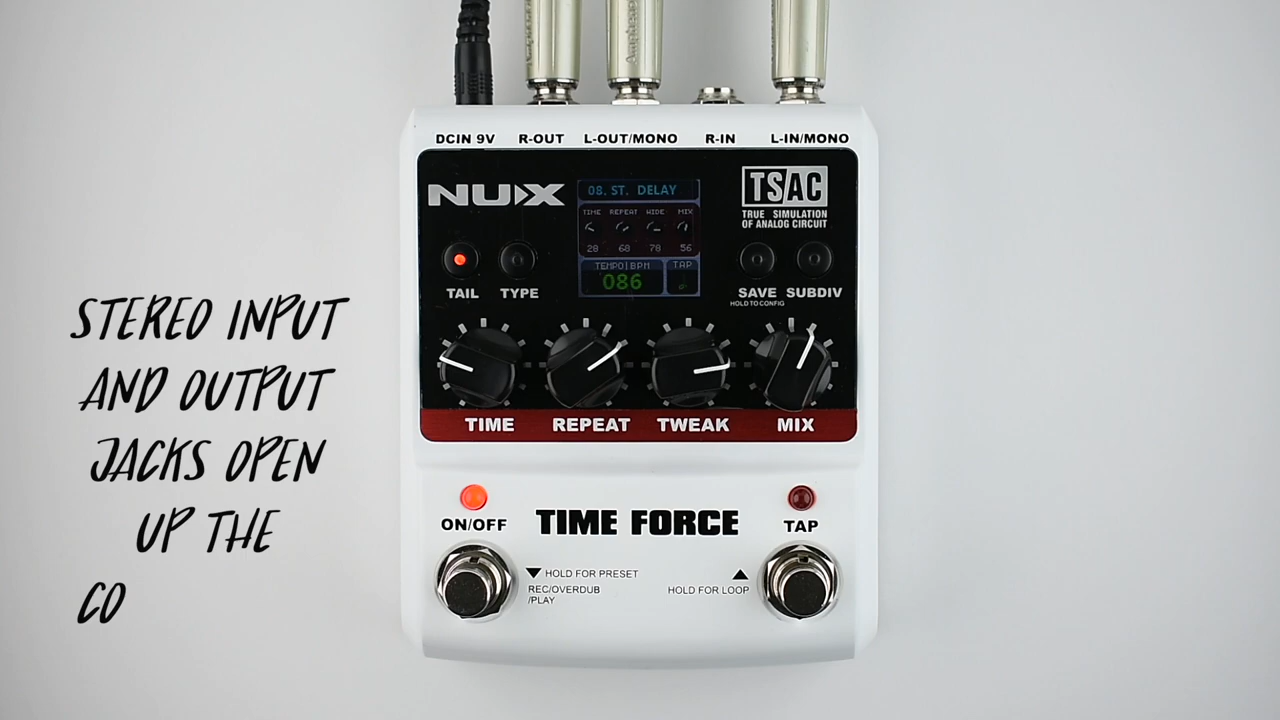 STEREO INPUT
AND OUTPUT
JACKS OPEN
UP THE
CO
DCIN 9V R-OUT L-OUT/MONO R-IN L-IN/MONO
NUX
08. ST. DELAY
TIME REPEAT WIDE MIX
28 68 78 56
TEMPO|BPM TAP
086
TSAC
TRUE SIMULATION
OF ANALOG CIRCUIT
TAIL TYPE SAVE SUBDIV
HOLD TO CONFIG
TIME REPEAT TWEAK MIX
ON/OFF TIME FORCE TAP
▼ HOLD FOR PRESET
REC/OVERDUB
/PLAY
▲
HOLD FOR LOOP